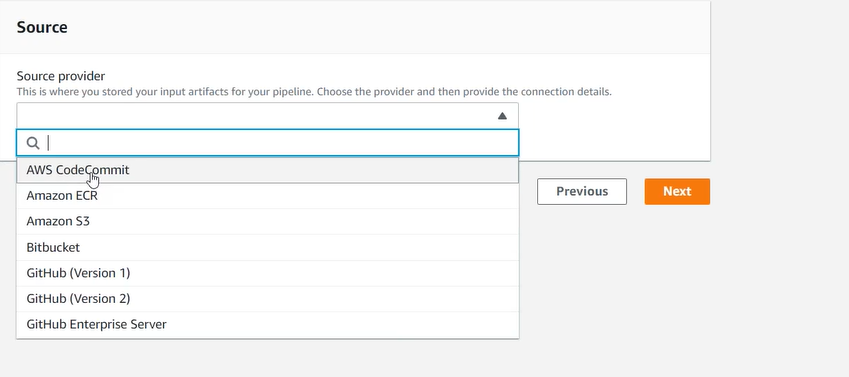 Source
Source provider
This is where you stored your input artifacts for your pipeline. Choose the provider and then provide the connection details.
AWS CodeCommit
Amazon ECR
Amazon S3
Bitbucket
GitHub (Version 1)
GitHub (Version 2)
GitHub Enterprise Server
Previous
Next